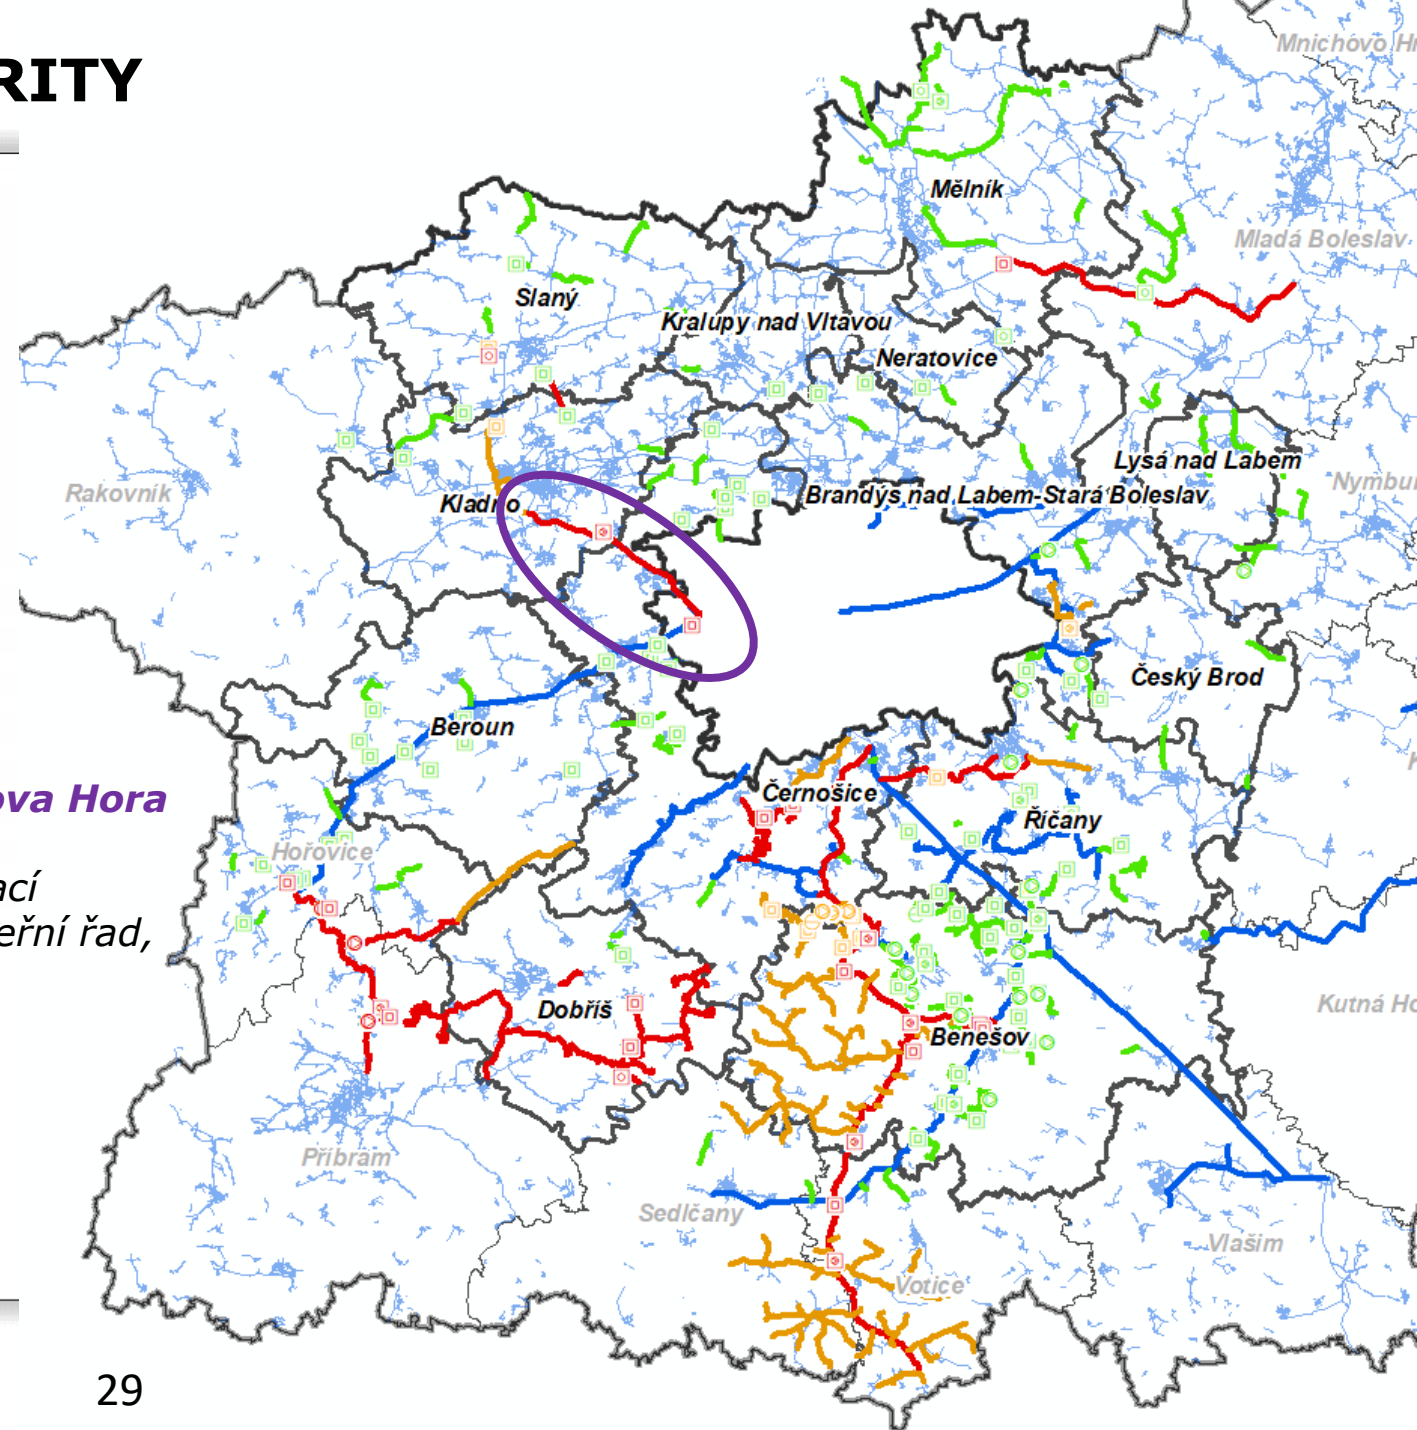 RITY
Mnichovo H
Mělník
Mladá Boleslav
Slaný
Kralupy nad Vltavou
Neratovice
Lysá nad Labem
Rakovník
Nymbur
Kladno
Brandýs nad Labem-Stará Boleslav
Český Brod
Beroun
ova Hora
Černošice
Říčany
Hořovice
ací
eřní řad,
Dobříš
Kutná Ho
Benešov
Příbram
Sedlčany
Vlašim
Votice
29